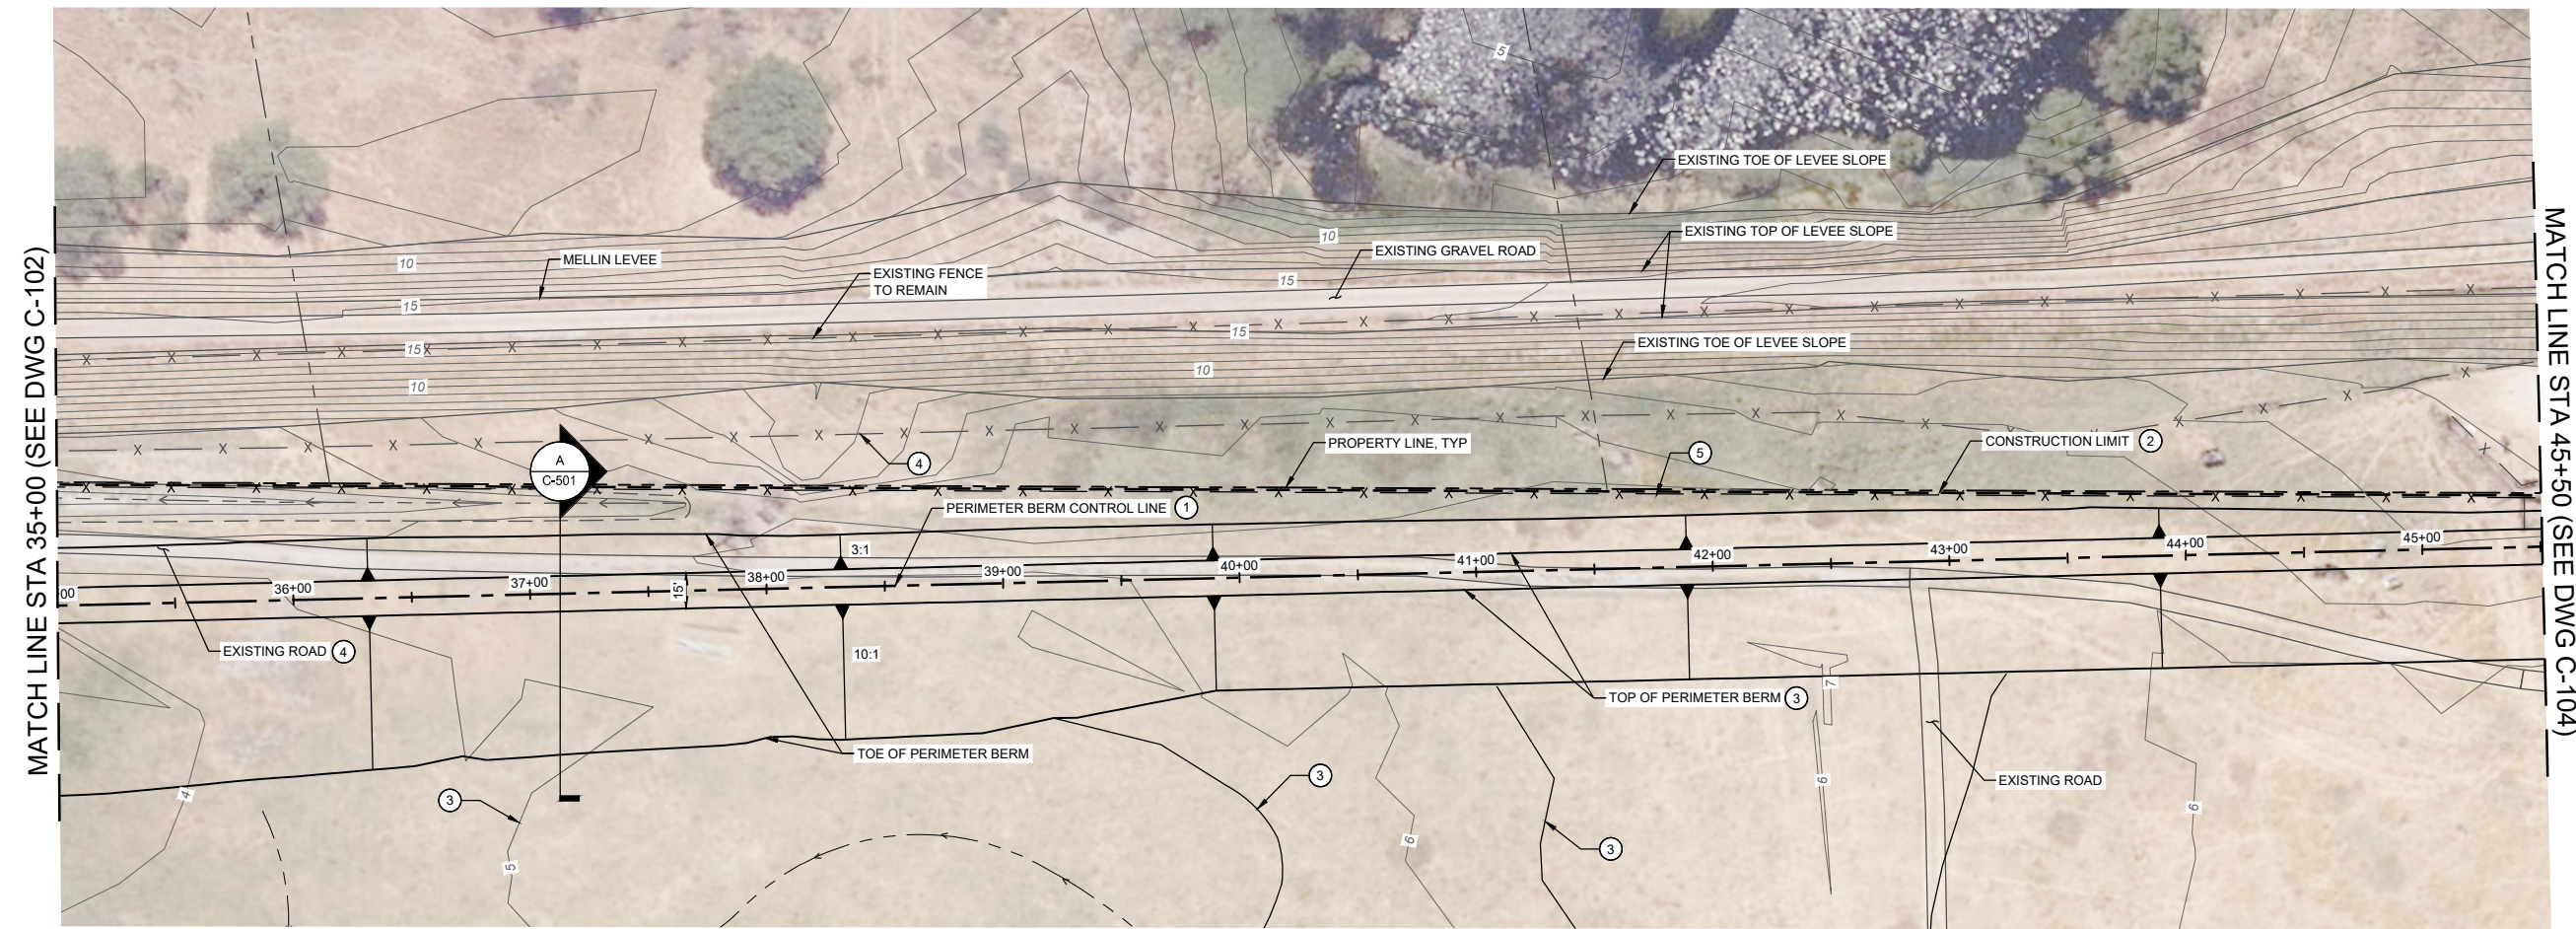 MATCH LINE STA 35+00 (SEE DWG C-102)
5
EXISTING TOE OF LEVEE SLOPE
EXISTING TOP OF LEVEE SLOPE
10
EXISTING GRAVEL ROAD
MELLIN LEVEE
10
EXISTING FENCE
TO REMAIN
15
15
15
EXISTING TOE OF LEVEE SLOPE
15
10
10
X
A
C-501
4
PROPERTY LINE, TYP
5
CONSTRUCTION LIMIT 2
PERIMETER BERM CONTROL LINE 1
3:1
00
36+00
37+00
38+00
39+00
40+00
41+00
42+00
43+00
44+00
45+00
15'
EXISTING ROAD 4
10:1
7
TOP OF PERIMETER BERM 3
TOE OF PERIMETER BERM
3
3
EXISTING ROAD
4
6
6
3
6
5
MATCH LINE STA 45+50 (SEE DWG C-104)